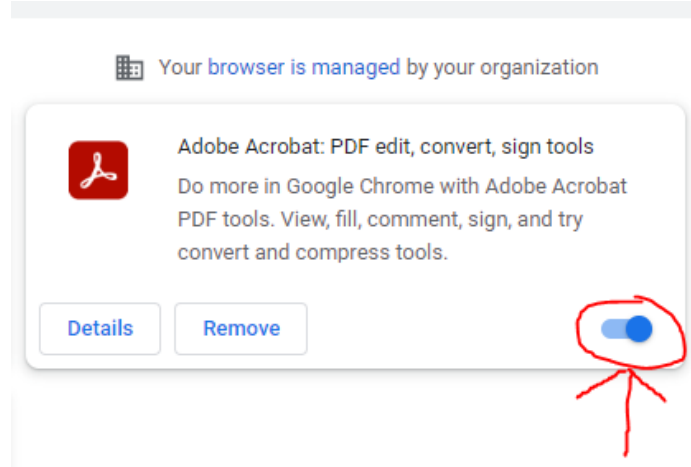 Your browser is managed by your organization
Adobe Acrobat: PDF edit, convert, sign tools
Do more in Google Chrome with Adobe Acrobat
PDF tools. View, fill, comment, sign, and try
convert and compress tools.
Details
Remove